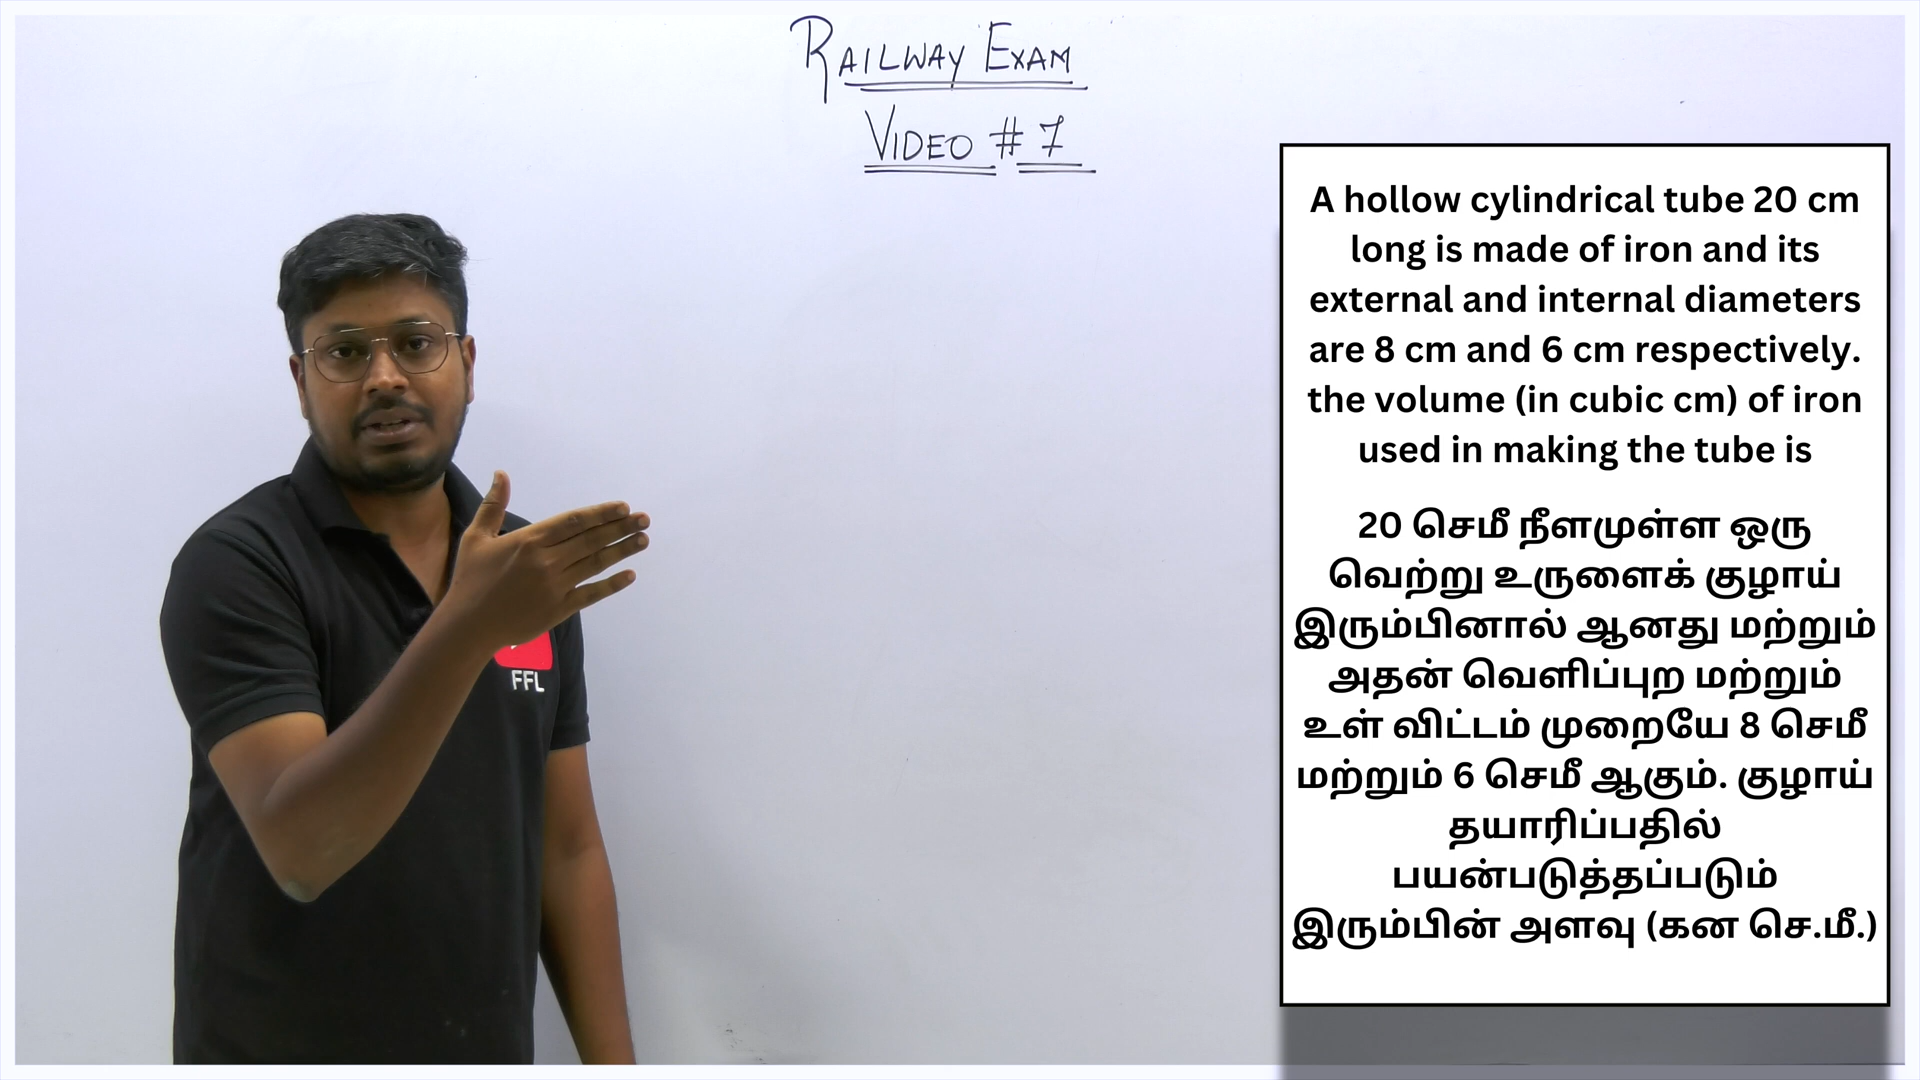 RAILWAY EXAM
VIDEO # 7
A hollow cylindrical tube 20 cm
long is made of iron and its
external and internal diameters
are 8 cm and 6 cm respectively.
the volume (in cubic cm) of iron
used in making the tube is
20 செமீ நீளமுள்ள ஒரு
வெற்று உருளைக் குழாய்
இரும்பினால் ஆனது மற்றும்
அதன் வெளிப்புற மற்றும்
உள் விட்டம் முறையே 8 செமீ
மற்றும் 6 செமீ ஆகும். குழாய்
தயாரிப்பதில்
பயன்படுத்தப்படும்
இரும்பின் அளவு (கன செ.மீ.)
FFL